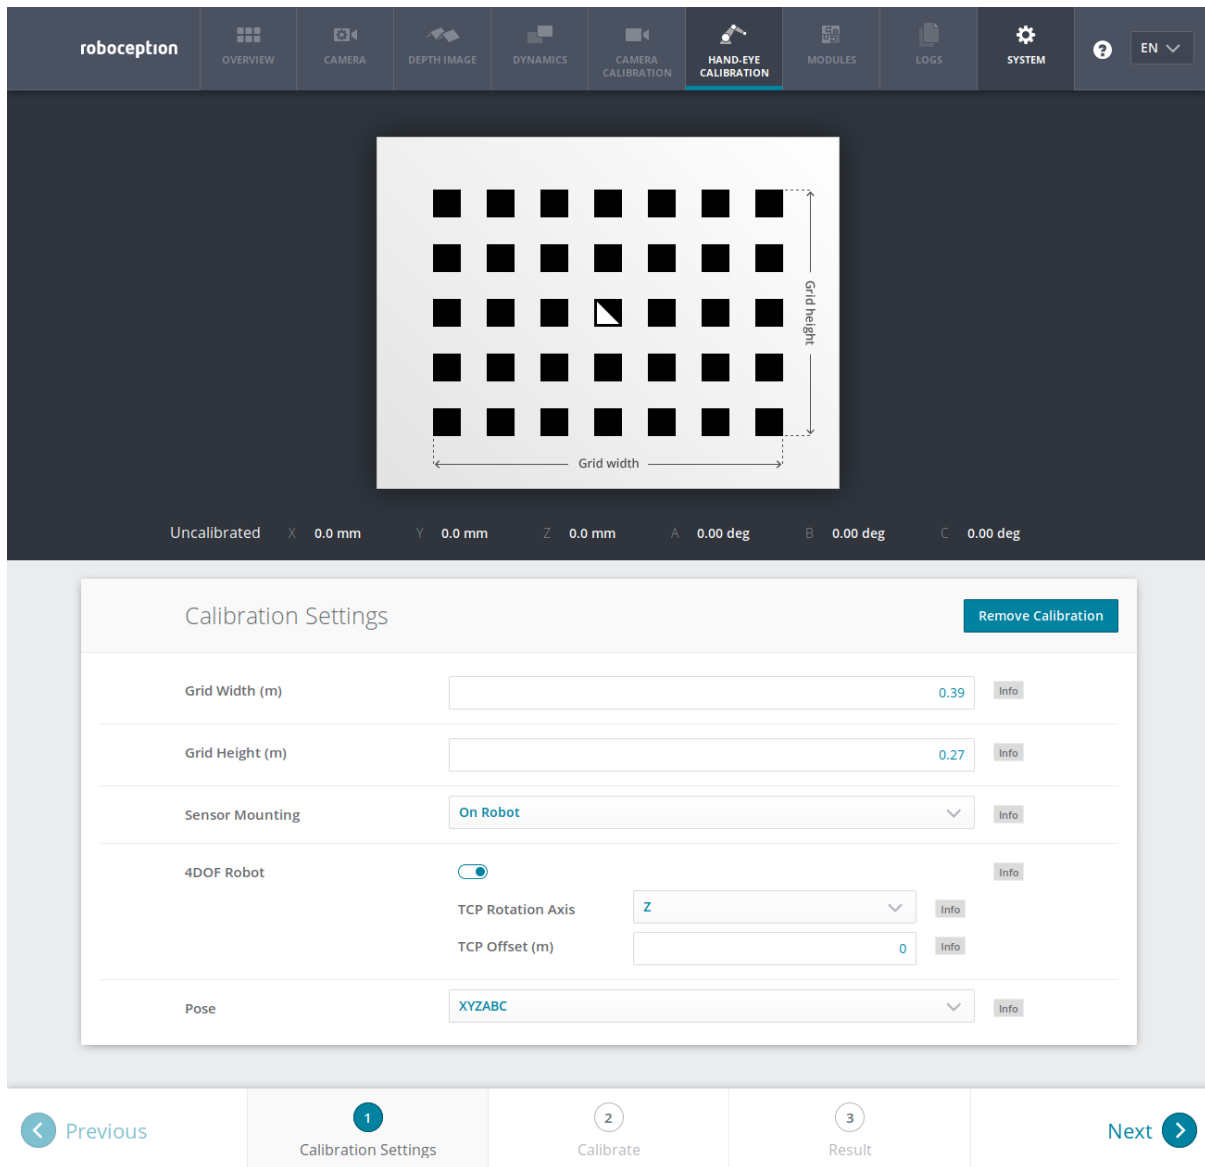 roboception
OVERVIEW
CAMERA
DEPTH IMAGE
DYNAMICS
CAMERA
CALIBRATION
HAND-EYE
CALIBRATION
MODULES
LOGS
SYSTEM
?
EN
Grid height
Grid width
Uncalibrated X 0.0 mm Y 0.0 mm Z 0.0 mm A 0.00 deg B 0.00 deg C 0.00 deg
Calibration Settings
Remove Calibration
Grid Width (m) 0.39 Info
Grid Height (m) 0.27 Info
Sensor Mounting On Robot Info
4DOF Robot Info
TCP Rotation Axis Z Info
TCP Offset (m) 0 Info
Pose XYZABC Info
Previous
1
Calibration Settings
2
Calibrate
3
Result
Next